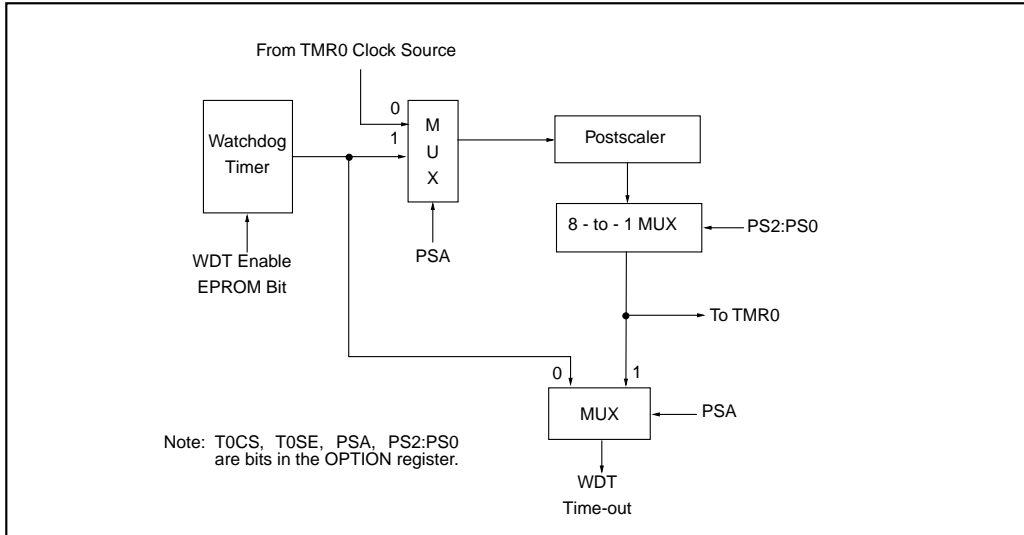 From TMR0 Clock Source
0
1
M
U
X
Watchdog
Timer
Postscaler
8 - to - 1 MUX
PS2:PS0
PSA
WDT Enable
EPROM Bit
To TMR0
0
1
MUX
PSA
Note: T0CS, T0SE, PSA, PS2:PS0
are bits in the OPTION register.
WDT
Time-out